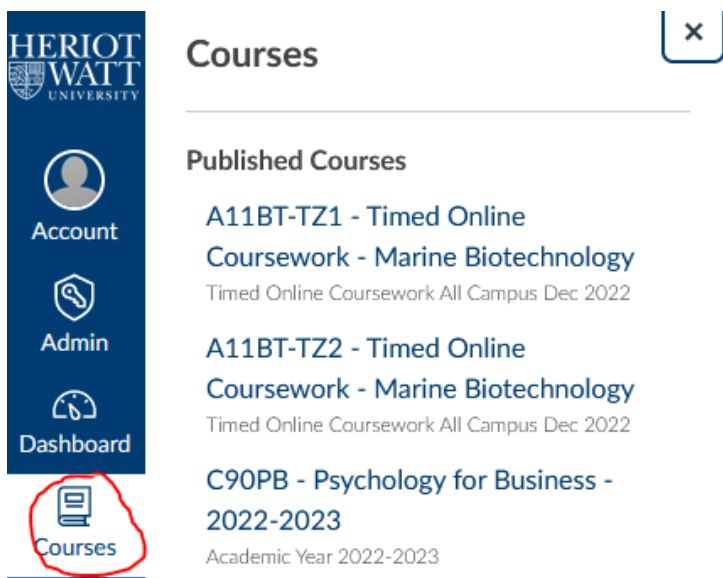 HERIOT
WATT
UNIVERSITY
Account
Admin
Dashboard
Courses
Courses
×
Published Courses
A11BT-TZ1 - Timed Online
Coursework - Marine Biotechnology
Timed Online Coursework All Campus Dec 2022
A11BT-TZ2 - Timed Online
Coursework - Marine Biotechnology
Timed Online Coursework All Campus Dec 2022
C90PB - Psychology for Business -
2022-2023
Academic Year 2022-2023